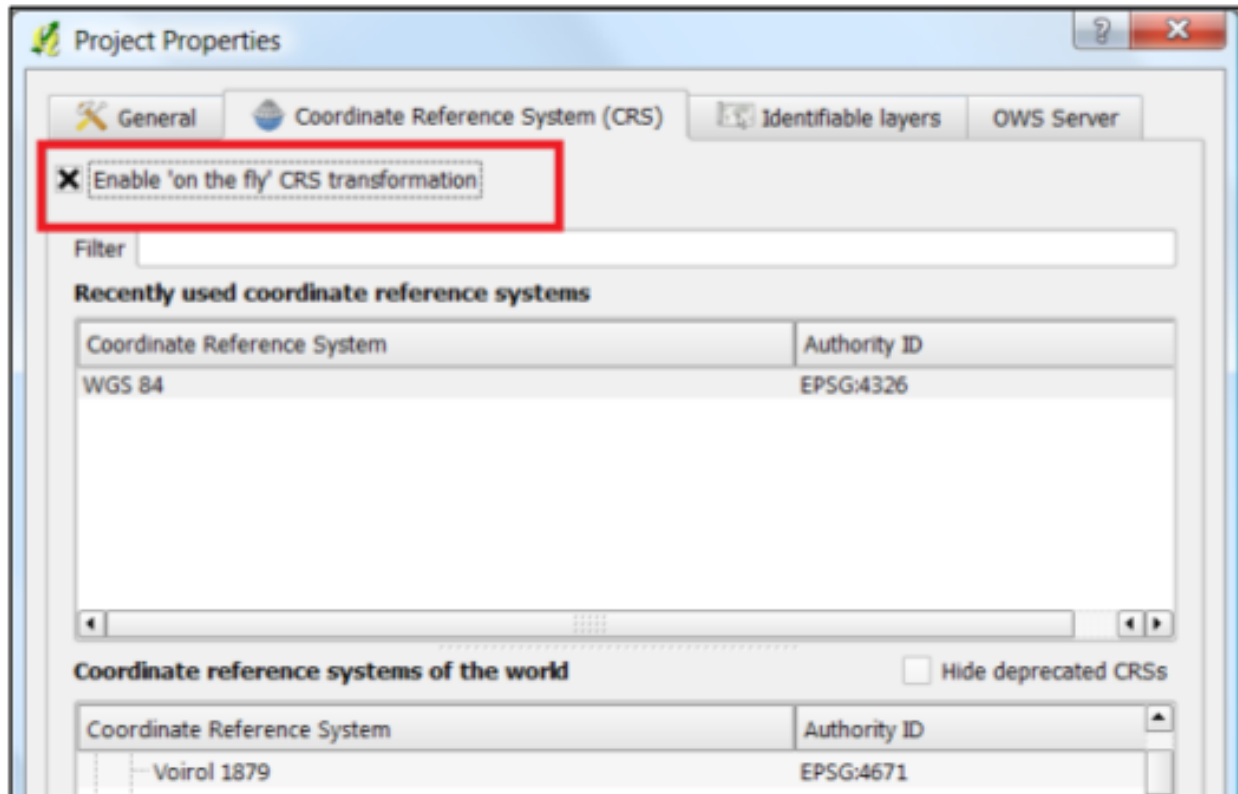 Project Properties
General Coordinate Reference System (CRS) Identifiable layers OWS Server
Enable 'on the fly' CRS transformation
Filter
Recently used coordinate reference systems
Coordinate Reference System Authority ID
WGS 84 EPSG:4326
Coordinate reference systems of the world Hide deprecated CRSs
Coordinate Reference System Authority ID
Voirol 1879 EPSG:4671